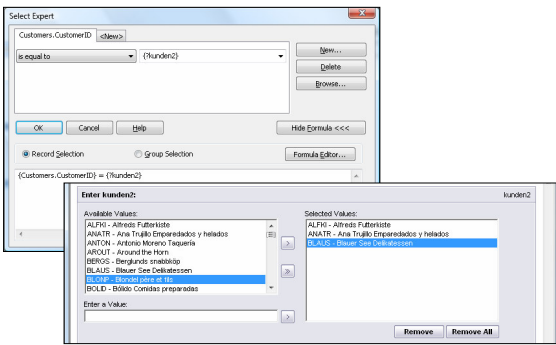 Select Expert
Customers.CustomerID <New>
is equal to {?kunden2}
New...
Delete
Browse...
OK Cancel Help Hide Formula <<<
Record Selection Group Selection Formula Editor...
{Customers.CustomerID} = {?kunden2}
Enter kunden2: kunden2
Available Values: Selected Values:
ALFKI - Alfreds Futterkiste
ANATR - Ana Trujillo Emparedados y helados
ANTON - Antonio Moreno Taquería
AROUT - Around the Horn
BERGS - Berglunds snabbköp
BLAUS - Blauer See Delikatessen
BLONP - Blondel père et fils
BOLID - Bólido Comidas preparadas
ALFKI - Alfreds Futterkiste
ANATR - Ana Trujillo Emparedados y helados
BLAUS - Blauer See Delikatessen
>
>>
Enter a Value:
>
Remove Remove All